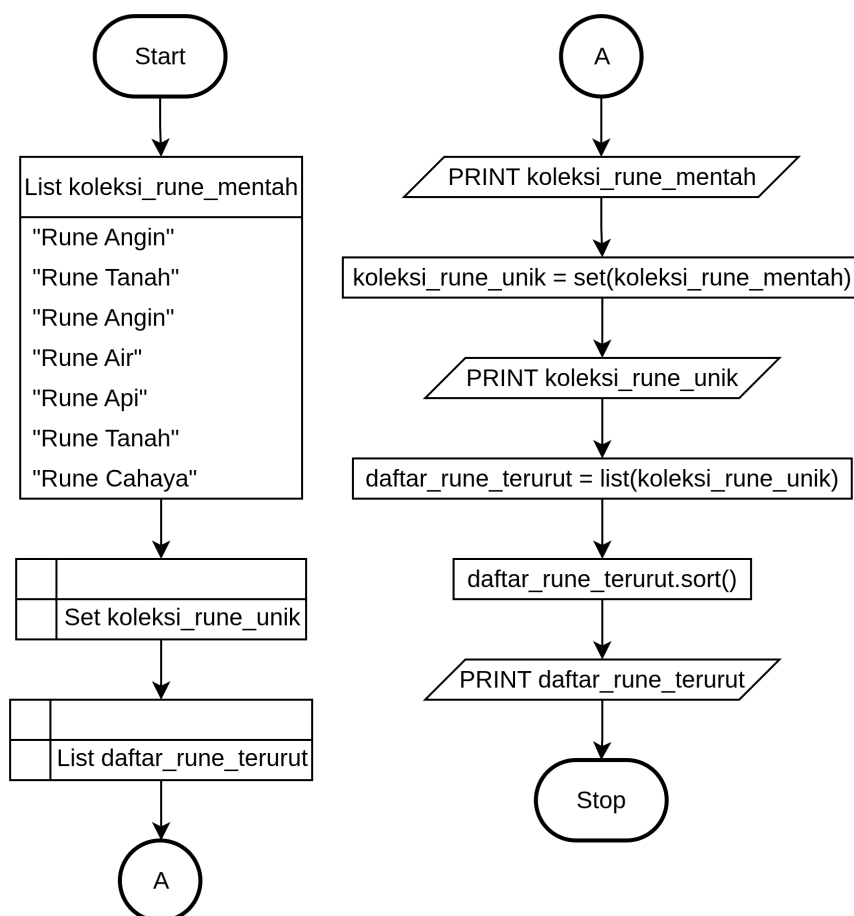 Start
List koleksi_rune_mentah
"Rune Angin"
"Rune Tanah"
"Rune Angin"
"Rune Air"
"Rune Api"
"Rune Tanah"
"Rune Cahaya"
Set koleksi_rune_unik
List daftar_rune_terurut
A
A
PRINT koleksi_rune_mentah
koleksi_rune_unik = set(koleksi_rune_mentah)
PRINT koleksi_rune_unik
daftar_rune_terurut = list(koleksi_rune_unik)
daftar_rune_terurut.sort()
PRINT daftar_rune_terurut
Stop